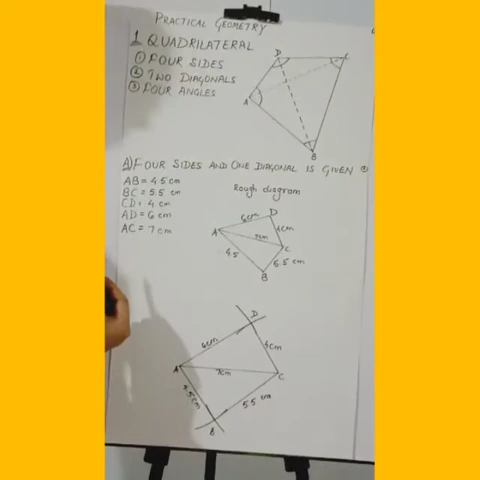 PRACTICAL GEOMETRY
1 QUADRILATERAL
① FOUR SIDES
② TWO DIAGONALS
③ FOUR ANGLES
D
C
A
B
A) FOUR SIDES AND ONE DIAGONAL IS GIVEN
AB = 4.5 cm
BC = 5.5 cm
CD = 4 cm
AD = 6 cm
AC = 7 cm
Rough diagram
6cm D
A 7cm 4cm
C
4.5 5.5 cm
B
D
6cm 4cm
A 7cm C
4.5cm 5.5 cm
B